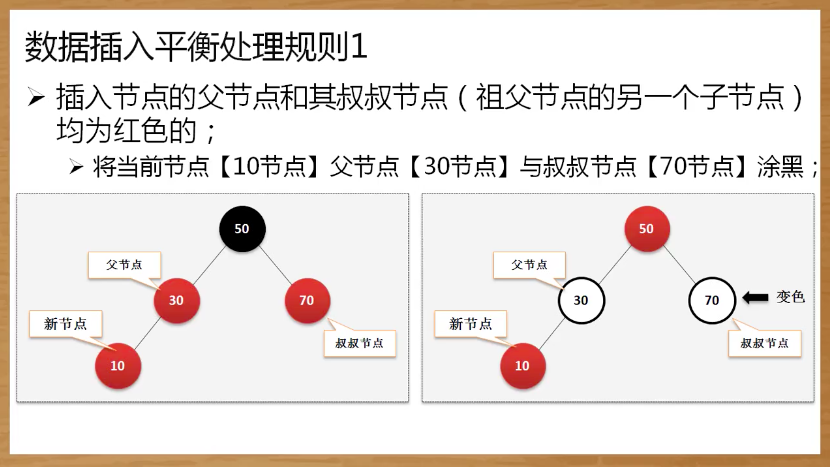 数据插入平衡处理规则1
➢ 插入节点的父节点和其叔叔节点（祖父节点的另一个子节点）
均为红色的；
➢ 将当前节点【10节点】父节点【30节点】与叔叔节点【70节点】涂黑；
50
父节点
30
70
新节点
叔叔节点
10
50
父节点
30
70
变色
新节点
叔叔节点
10